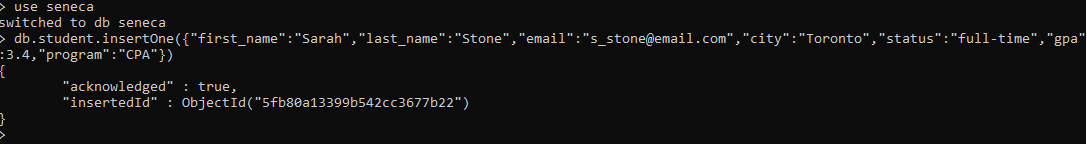 > use seneca
switched to db seneca
> db.student.insertOne({"first_name":"Sarah","last_name":"Stone","email":"s_stone@email.com","city":"Toronto","status":"full-time","gpa"
:3.4,"program":"CPA"})
{
        "acknowledged" : true,
        "insertedId" : ObjectId("5fb80a13399b542cc3677b22")
}
>